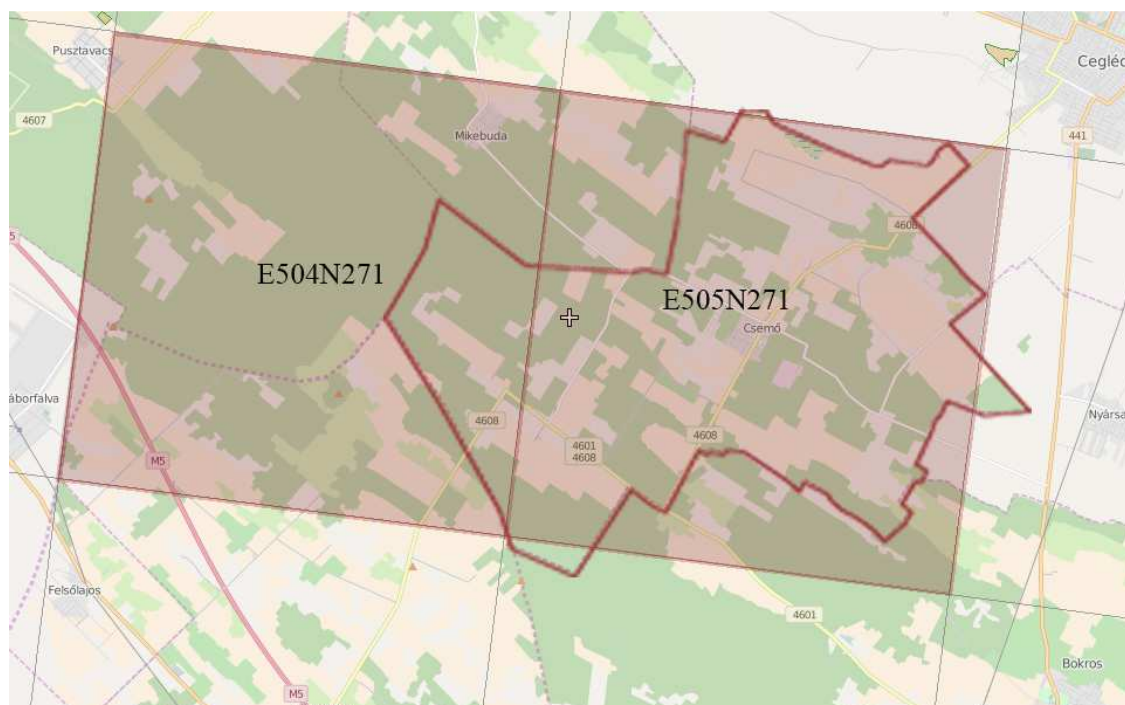 Pusztavacs
Cegléd
4607
441
Mikebuda
4608
E504N271
E505N271
Csemő
áborfalva
4608
Nyársa
4601
4608
4608
M5
Felsőlajos
4601
M5
Bokros